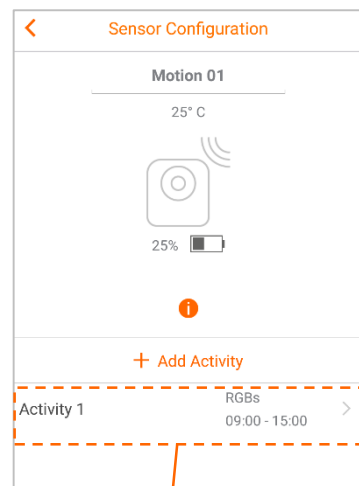 Sensor Configuration
Motion 01
25° C
25%
+ Add Activity
Activity 1
RGBs
09:00 - 15:00